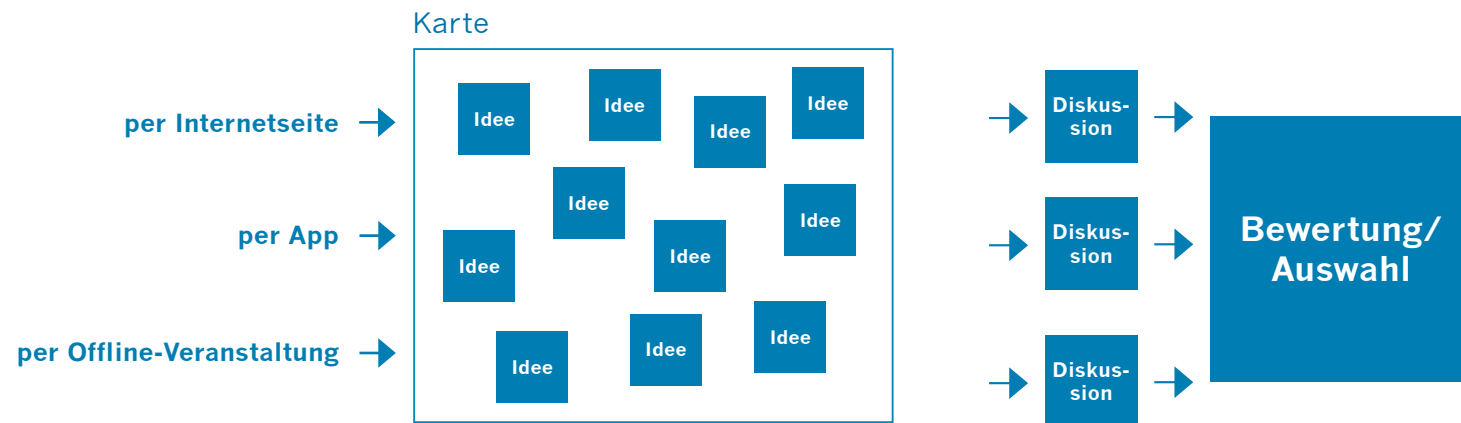 Karte
per Internetseite
per App
per Offline-Veranstaltung
Idee
Idee
Idee
Idee
Idee
Idee
Idee
Idee
Idee
Idee
Idee
Diskus-
sion
Diskus-
sion
Diskus-
sion
Bewertung/
Auswahl